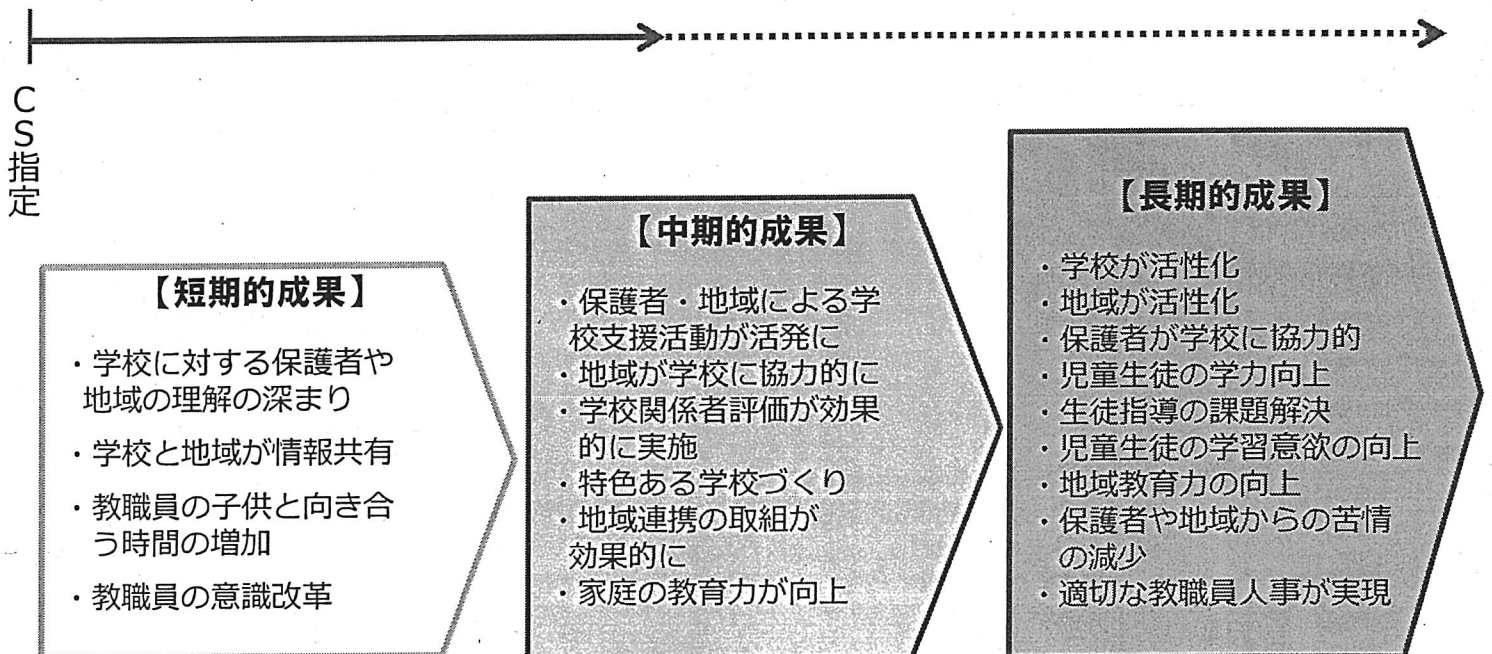 CS指定
【短期的成果】
・学校に対する保護者や
地域の理解の深まり
・学校と地域が情報共有
・教職員の子供と向き合
う時間の増加
・教職員の意識改革
【中期的成果】
・保護者・地域による学
校支援活動が活発に
・地域が学校に協力的に
・学校関係者評価が効果
的に実施
・特色ある学校づくり
・地域連携の取組が
効果的に
・家庭の教育力が向上
【長期的成果】
・学校が活性化
・地域が活性化
・保護者が学校に協力的
・児童生徒の学力向上
・生徒指導の課題解決
・児童生徒の学習意欲の向上
・地域教育力の向上
・保護者や地域からの苦情
の減少
・適切な教職員人事が実現